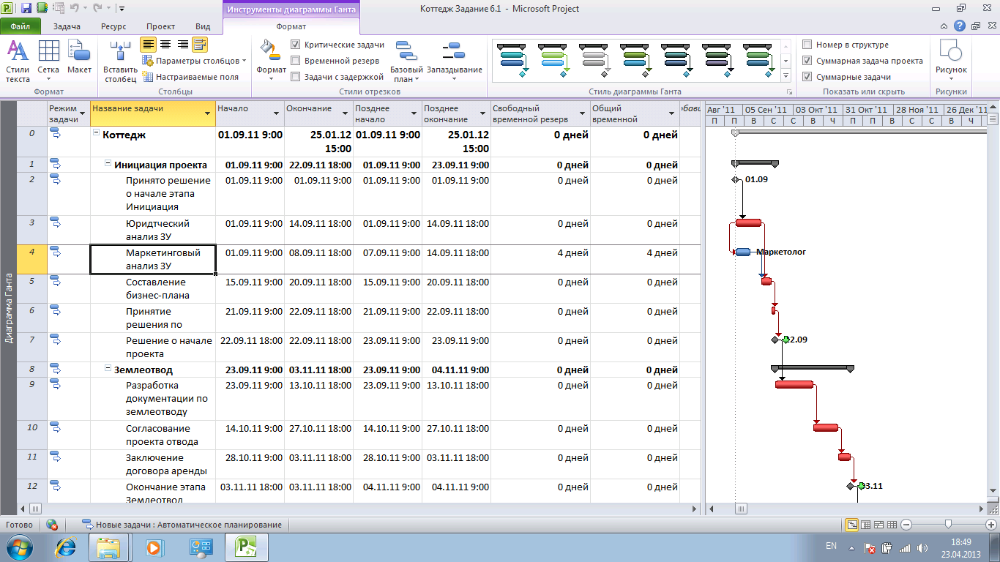 Инструменты диаграммы Ганта
Коттедж Задание 6.1 - Microsoft Project
Файл Задача Ресурс Проект Вид Формат
Стили текста
Сетка
Макет
Формат
Вставить столбец
Параметры столбцов
Настраиваемые поля
Столбцы
Формат
Критические задачи
Временной резерв
Задачи с задержкой
Базовый план
Запаздывание
Стили отрезков
Стиль диаграммы Ганта
Номер в структуре
Суммарная задача проекта
Суммарные задачи
Показать или скрыть
Рисунок
Рисунки
Диаграмма Ганта
Режим задачи Название задачи Начало Окончание Позднее начало Позднее окончание Свободный временной резерв Общий временной
Авг '11 05 Сен '11 03 Окт '11 31 Окт '11 28 Ноя '11 26 Дек '11
П П В С С Ч П П В С С В Ч
0 Коттедж 01.09.11 9:00 25.01.12 15:00 01.09.11 9:00 25.01.12 15:00 0 дней 0 дней
1 Инициация проекта 01.09.11 9:00 22.09.11 18:00 01.09.11 9:00 23.09.11 9:00 0 дней 0 дней
2 Принято решение о начале этапа Инициация 01.09.11 9:00 01.09.11 9:00 01.09.11 9:00 01.09.11 9:00 0 дней 0 дней
01.09
3 Юридтческий анализ ЗУ 01.09.11 9:00 14.09.11 18:00 01.09.11 9:00 14.09.11 18:00 0 дней 0 дней
4 Маркетинговый анализ ЗУ 01.09.11 9:00 08.09.11 18:00 07.09.11 9:00 14.09.11 18:00 4 дней 4 дней
Маркетолог
5 Составление бизнес-плана 15.09.11 9:00 20.09.11 18:00 15.09.11 9:00 20.09.11 18:00 0 дней 0 дней
6 Принятие решения по 21.09.11 9:00 22.09.11 18:00 21.09.11 9:00 22.09.11 18:00 0 дней 0 дней
7 Решение о начале проекта 22.09.11 18:00 22.09.11 18:00 23.09.11 9:00 23.09.11 9:00 0 дней 0 дней
22.09
8 Землеотвод 23.09.11 9:00 03.11.11 18:00 23.09.11 9:00 04.11.11 9:00 0 дней 0 дней
9 Разработка документации по землеотводу 23.09.11 9:00 13.10.11 18:00 23.09.11 9:00 13.10.11 18:00 0 дней 0 дней
10 Согласование проекта отвода 14.10.11 9:00 27.10.11 18:00 14.10.11 9:00 27.10.11 18:00 0 дней 0 дней
11 Заключение договора аренды 28.10.11 9:00 03.11.11 18:00 28.10.11 9:00 03.11.11 18:00 0 дней 0 дней
12 Окончание этапа Землеотвод 03.11.11 18:00 03.11.11 18:00 04.11.11 9:00 04.11.11 9:00 0 дней 0 дней
03.11
Готово Новые задачи : Автоматическое планирование
EN 18:49
23.04.2013